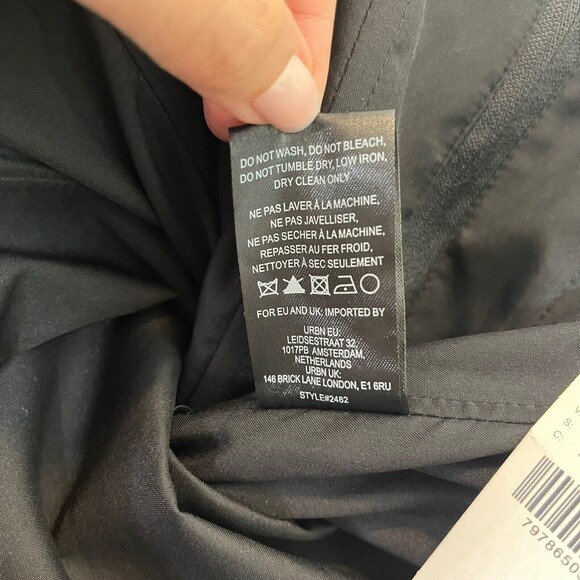 DO NOT WASH, DO NOT BLEACH,
DO NOT TUMBLE DRY, LOW IRON,
DRY CLEAN ONLY
NE PAS LAVER À LA MACHINE,
NE PAS JAVELLISER,
NE PAS SECHER À LA MACHINE,
REPASSER AU FER FROID,
NETTOYER À SEC SEULEMENT
FOR EU AND UK: IMPORTED BY
URBN EU:
LEIDSESTRAAT 32,
1017PB AMSTERDAM,
NETHERLANDS
URBN UK:
146 BRICK LANE LONDON, E1 6RU
STYLE#2482
S:
C:
7978650